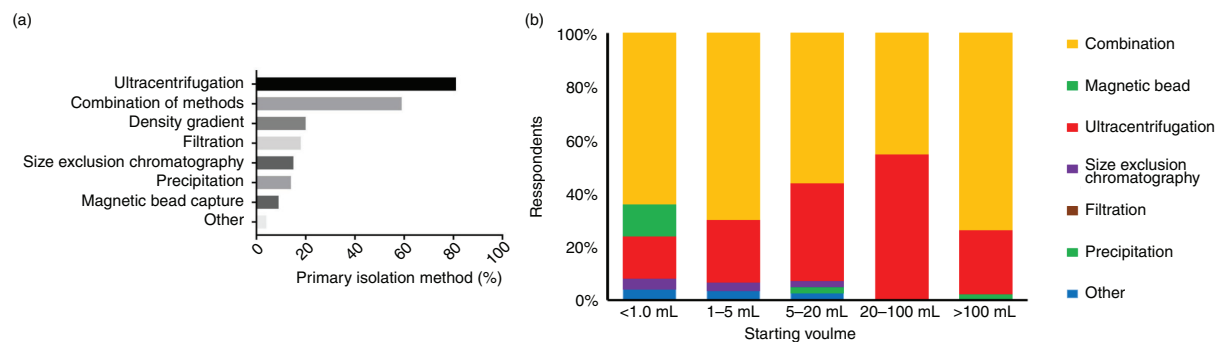 (a)
Ultracentrifugation
Combination of methods
Density gradient
Filtration
Size exclusion chromatography
Precipitation
Magnetic bead capture
Other
0
20
40
60
80
100
Primary isolation method (%)
(b)
100%
80%
60%
40%
20%
0%
Resspondents
<1.0 mL
1–5 mL
5–20 mL
20–100 mL
>100 mL
Starting voulme
Combination
Magnetic bead
Ultracentrifugation
Size exclusion
chromatography
Filtration
Precipitation
Other